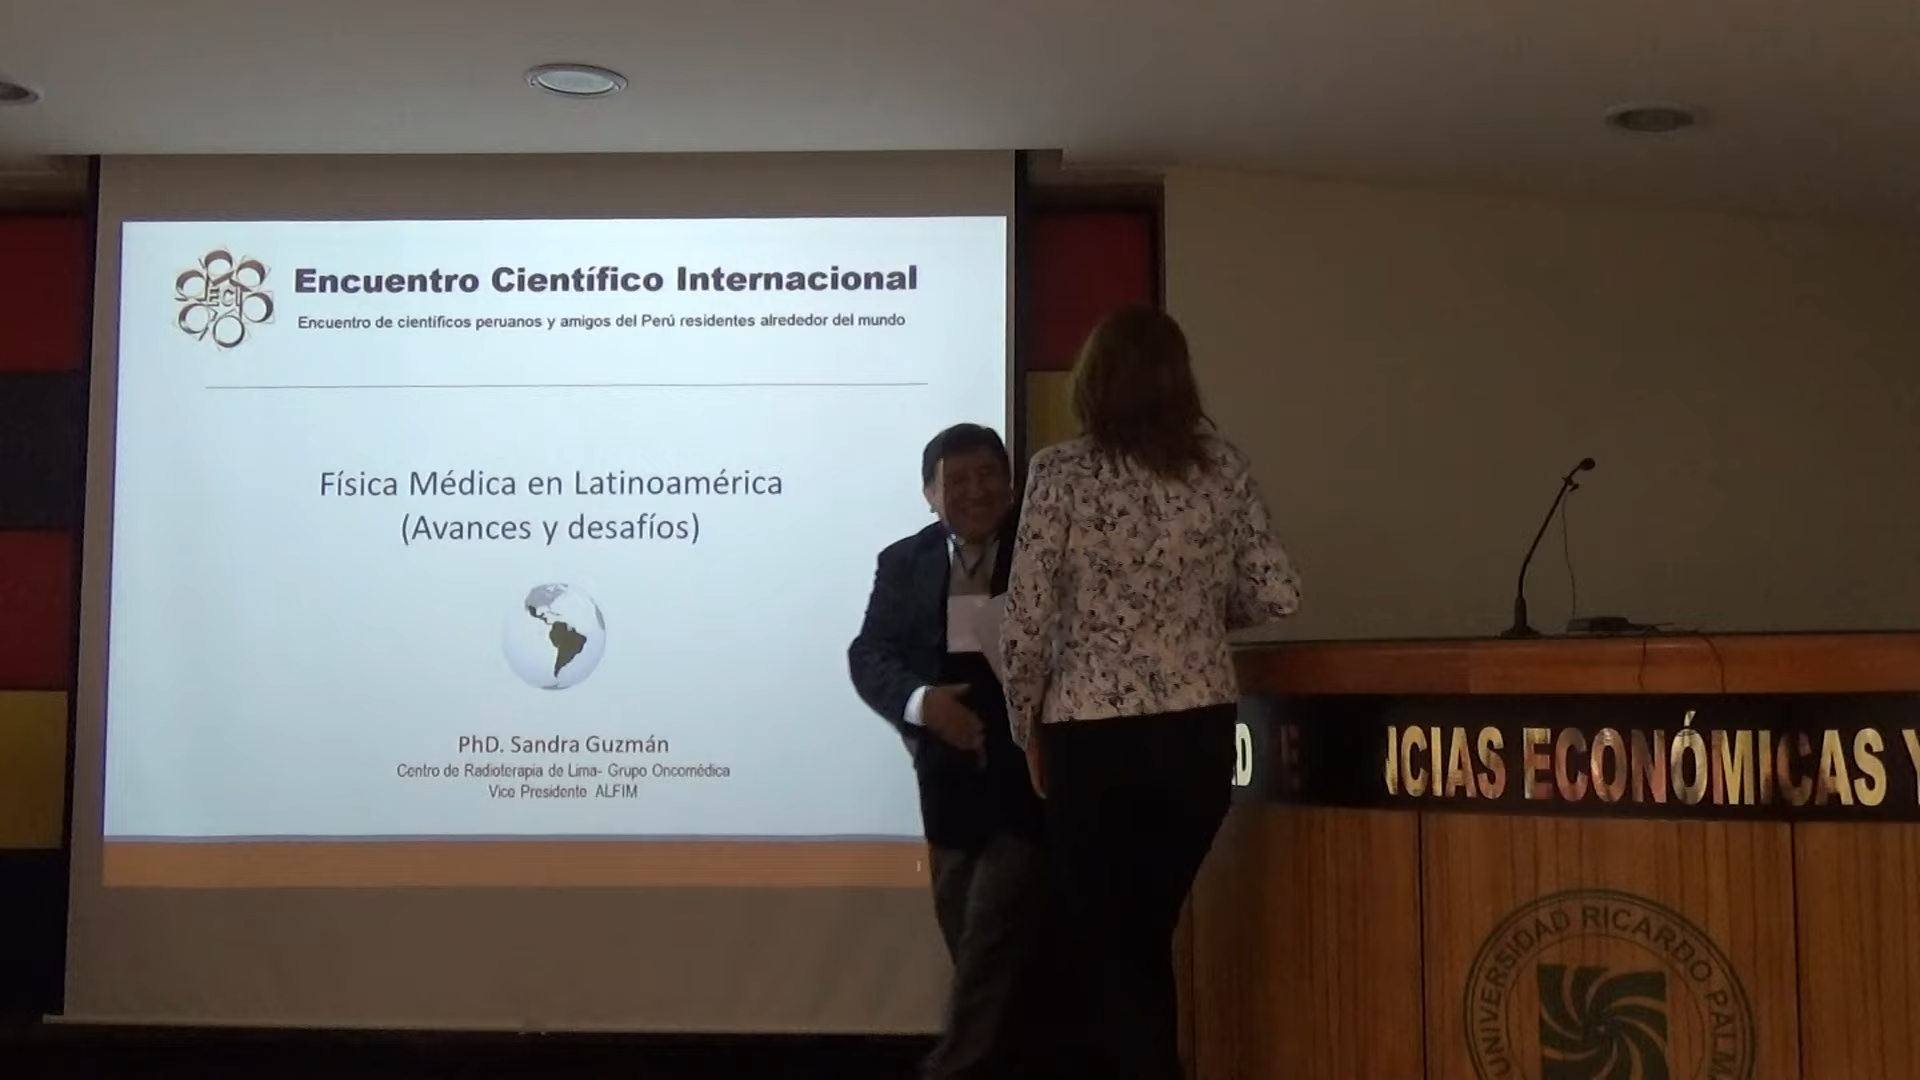 ECI
Encuentro Científico Internacional
Encuentro de científicos peruanos y amigos del Perú residentes alrededor del mundo
Física Médica en Latinoamérica
(Avances y desafíos)
PhD. Sandra Guzmán
Centro de Radioterapia de Lima- Grupo Oncomédica
Vice Presidente ALFIM
1
D E NCIAS ECONÓMICAS Y
UNIVERSIDAD RICARDO PALM